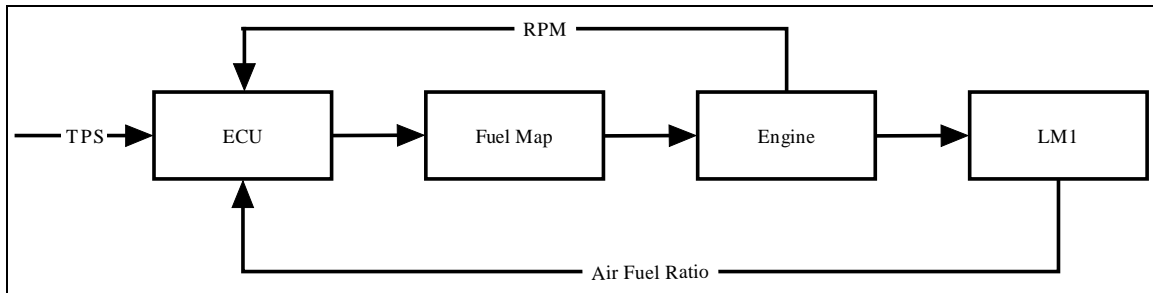 RPM
TPS
ECU
Fuel Map
Engine
LM1
Air Fuel Ratio